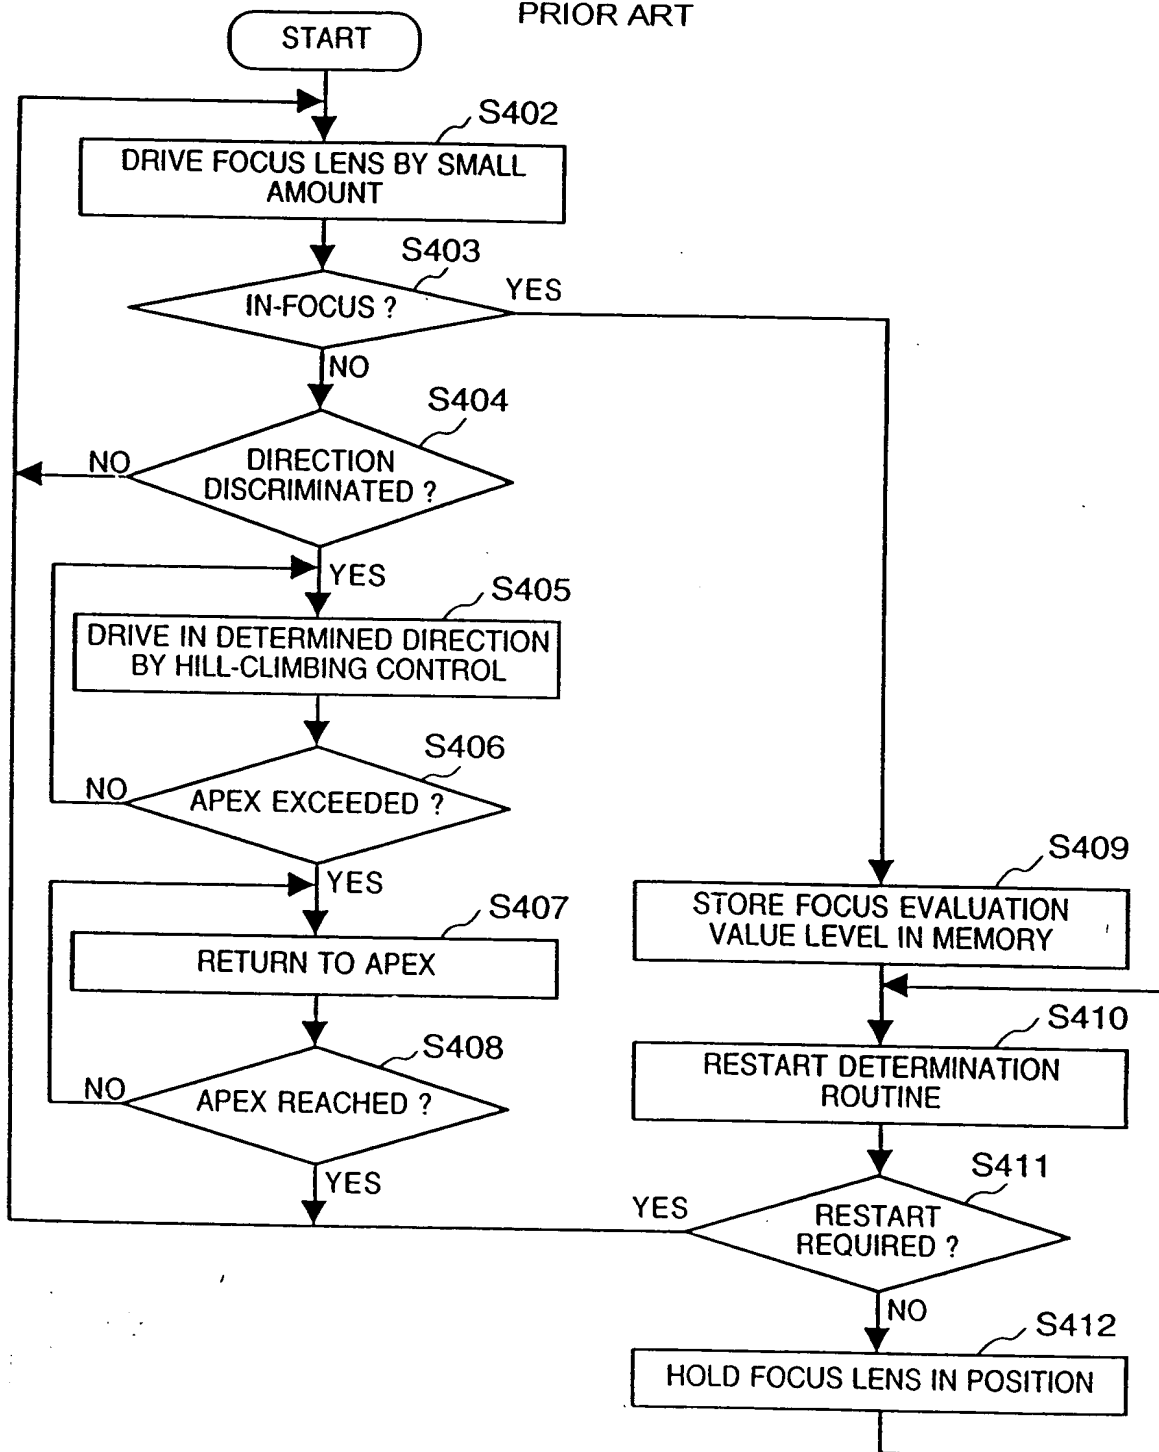 PRIOR ART
START
S402
DRIVE FOCUS LENS BY SMALL
AMOUNT
S403
IN-FOCUS ?
YES
NO
S404
DIRECTION
DISCRIMINATED ?
NO
YES
S405
DRIVE IN DETERMINED DIRECTION
BY HILL-CLIMBING CONTROL
S406
APEX EXCEEDED ?
NO
YES
S407
RETURN TO APEX
S408
APEX REACHED ?
NO
YES
S409
STORE FOCUS EVALUATION
VALUE LEVEL IN MEMORY
S410
RESTART DETERMINATION
ROUTINE
S411
RESTART
REQUIRED ?
YES
NO
S412
HOLD FOCUS LENS IN POSITION